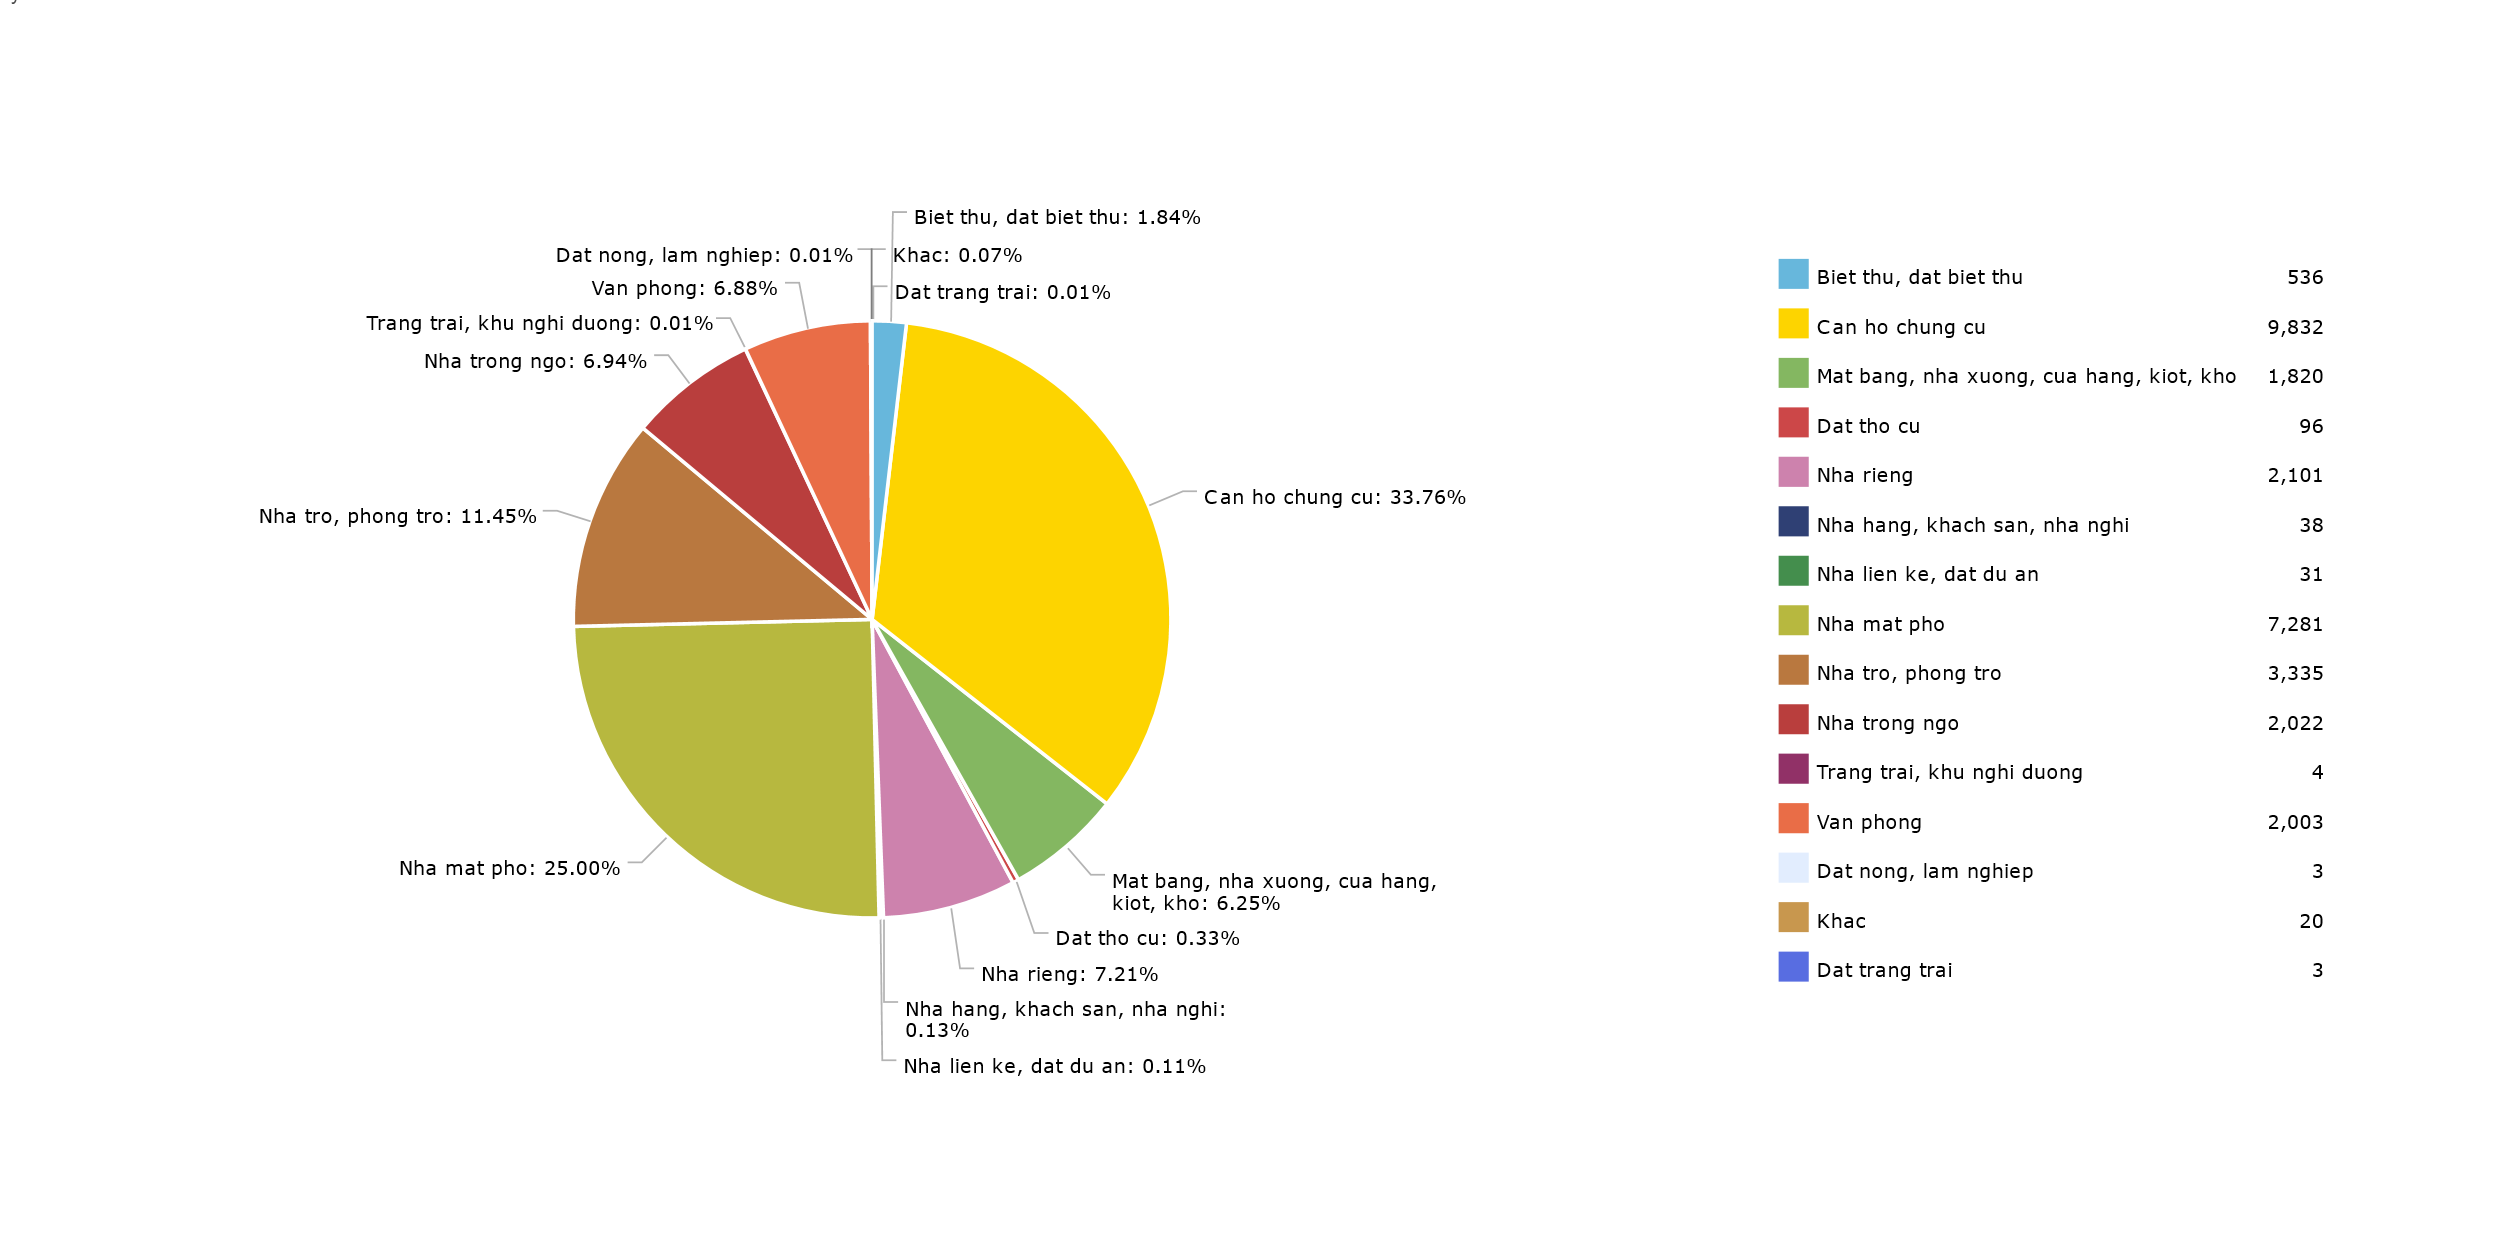 Biet thu, dat biet thu: 1.84%
Dat nong, lam nghiep: 0.01%
Khac: 0.07%
Van phong: 6.88%
Dat trang trai: 0.01%
Trang trai, khu nghi duong: 0.01%
Nha trong ngo: 6.94%
Can ho chung cu: 33.76%
Nha tro, phong tro: 11.45%
Nha mat pho: 25.00%
Mat bang, nha xuong, cua hang,
kiot, kho: 6.25%
Dat tho cu: 0.33%
Nha rieng: 7.21%
Nha hang, khach san, nha nghi:
0.13%
Nha lien ke, dat du an: 0.11%
Biet thu, dat biet thu 536
Can ho chung cu 9,832
Mat bang, nha xuong, cua hang, kiot, kho 1,820
Dat tho cu 96
Nha rieng 2,101
Nha hang, khach san, nha nghi 38
Nha lien ke, dat du an 31
Nha mat pho 7,281
Nha tro, phong tro 3,335
Nha trong ngo 2,022
Trang trai, khu nghi duong 4
Van phong 2,003
Dat nong, lam nghiep 3
Khac 20
Dat trang trai 3